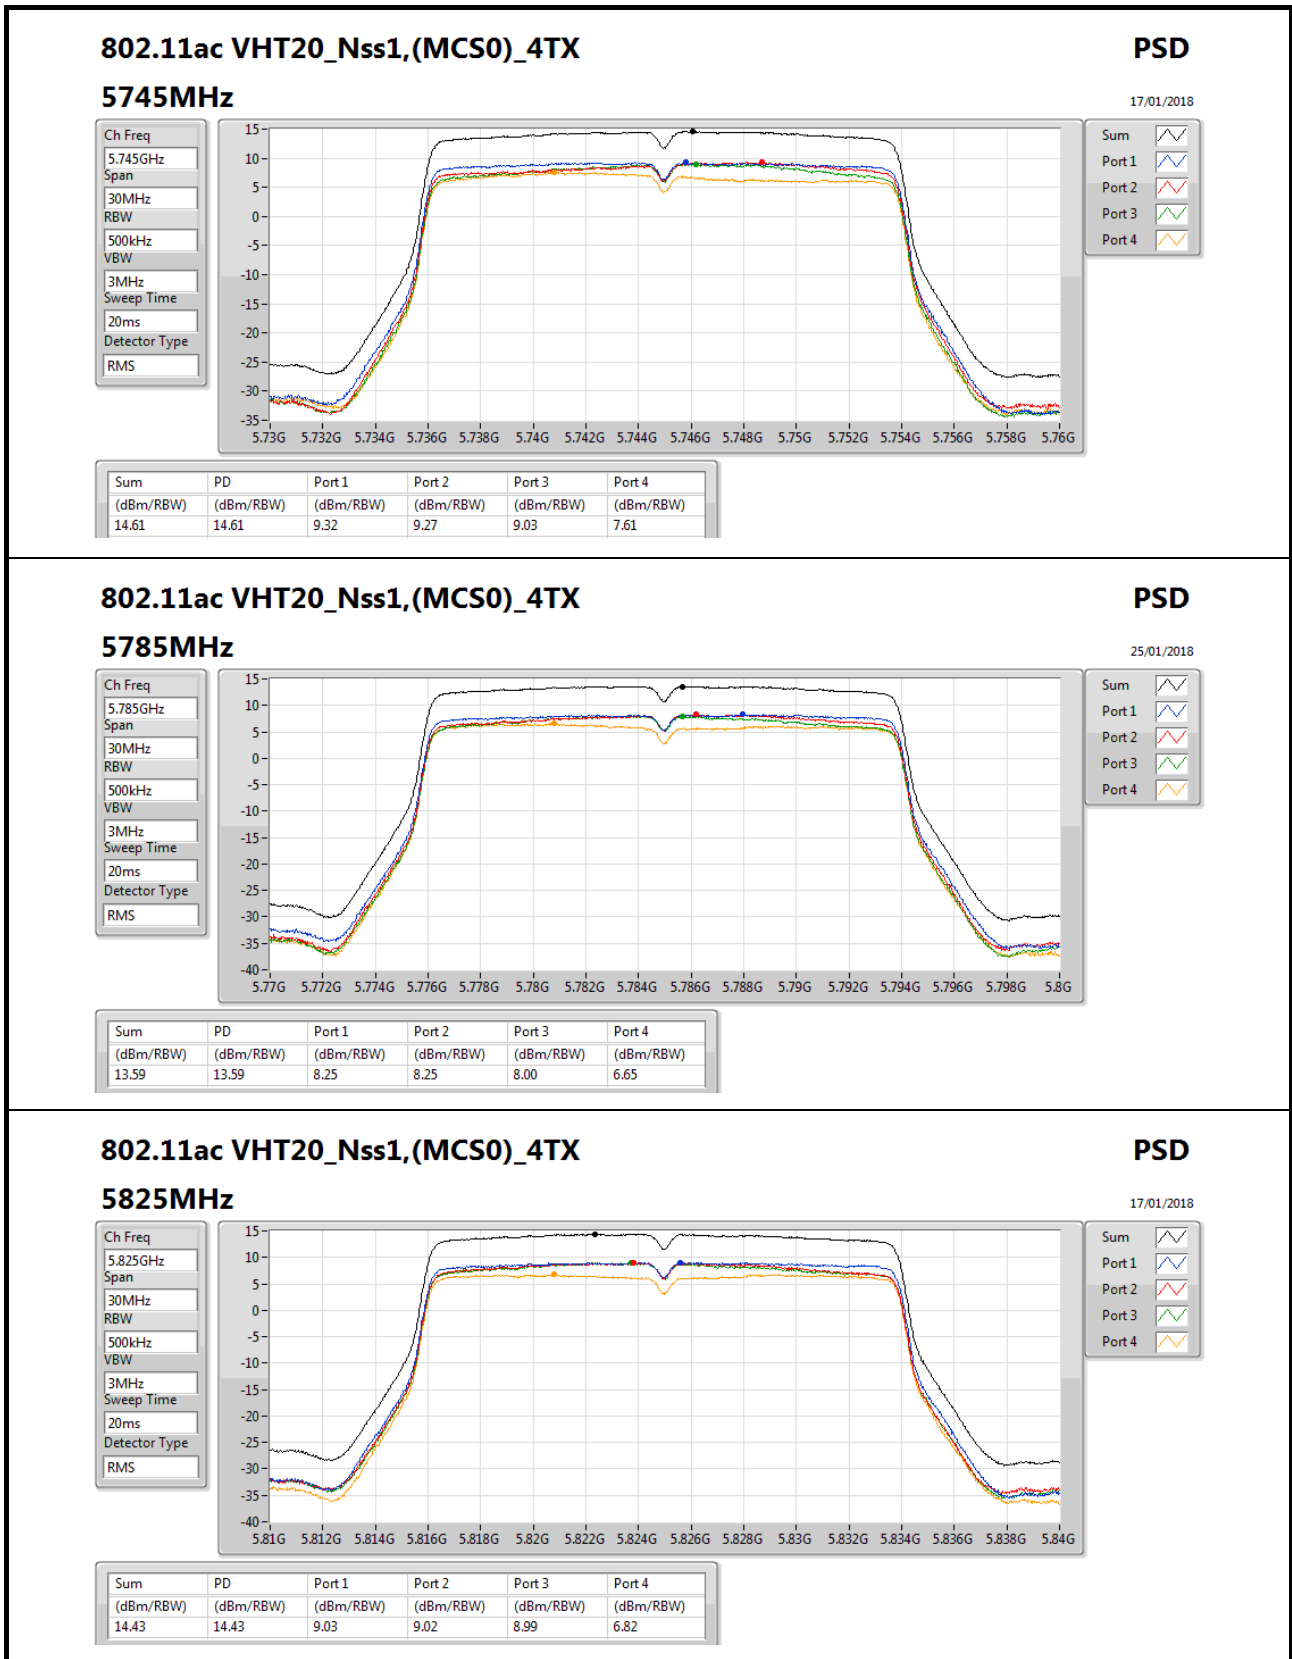 802.11ac VHT20_Nss1,(MCS0)_4TX PSD
5745MHz 17/01/2018
Ch Freq
5.745GHz
Span
30MHz
RBW
500kHz
VBW
3MHz
Sweep Time
20ms
Detector Type
RMS
15
10
5
0
-5
-10
-15
-20
-25
-30
-35
5.73G 5.732G 5.734G 5.736G 5.738G 5.74G 5.742G 5.744G 5.746G 5.748G 5.75G 5.752G 5.754G 5.756G 5.758G 5.76G
Sum
Port 1
Port 2
Port 3
Port 4
Sum PD Port 1 Port 2 Port 3 Port 4
(dBm/RBW) (dBm/RBW) (dBm/RBW) (dBm/RBW) (dBm/RBW) (dBm/RBW)
14.61 14.61 9.32 9.27 9.03 7.61
802.11ac VHT20_Nss1,(MCS0)_4TX PSD
5785MHz 25/01/2018
Ch Freq
5.785GHz
Span
30MHz
RBW
500kHz
VBW
3MHz
Sweep Time
20ms
Detector Type
RMS
15
10
5
0
-5
-10
-15
-20
-25
-30
-35
-40
5.77G 5.772G 5.774G 5.776G 5.778G 5.78G 5.782G 5.784G 5.786G 5.788G 5.79G 5.792G 5.794G 5.796G 5.798G 5.8G
Sum
Port 1
Port 2
Port 3
Port 4
Sum PD Port 1 Port 2 Port 3 Port 4
(dBm/RBW) (dBm/RBW) (dBm/RBW) (dBm/RBW) (dBm/RBW) (dBm/RBW)
13.59 13.59 8.25 8.25 8.00 6.65
802.11ac VHT20_Nss1,(MCS0)_4TX PSD
5825MHz 17/01/2018
Ch Freq
5.825GHz
Span
30MHz
RBW
500kHz
VBW
3MHz
Sweep Time
20ms
Detector Type
RMS
15
10
5
0
-5
-10
-15
-20
-25
-30
-35
-40
5.81G 5.812G 5.814G 5.816G 5.818G 5.82G 5.822G 5.824G 5.826G 5.828G 5.83G 5.832G 5.834G 5.836G 5.838G 5.84G
Sum
Port 1
Port 2
Port 3
Port 4
Sum PD Port 1 Port 2 Port 3 Port 4
(dBm/RBW) (dBm/RBW) (dBm/RBW) (dBm/RBW) (dBm/RBW) (dBm/RBW)
14.43 14.43 9.03 9.02 8.99 6.82